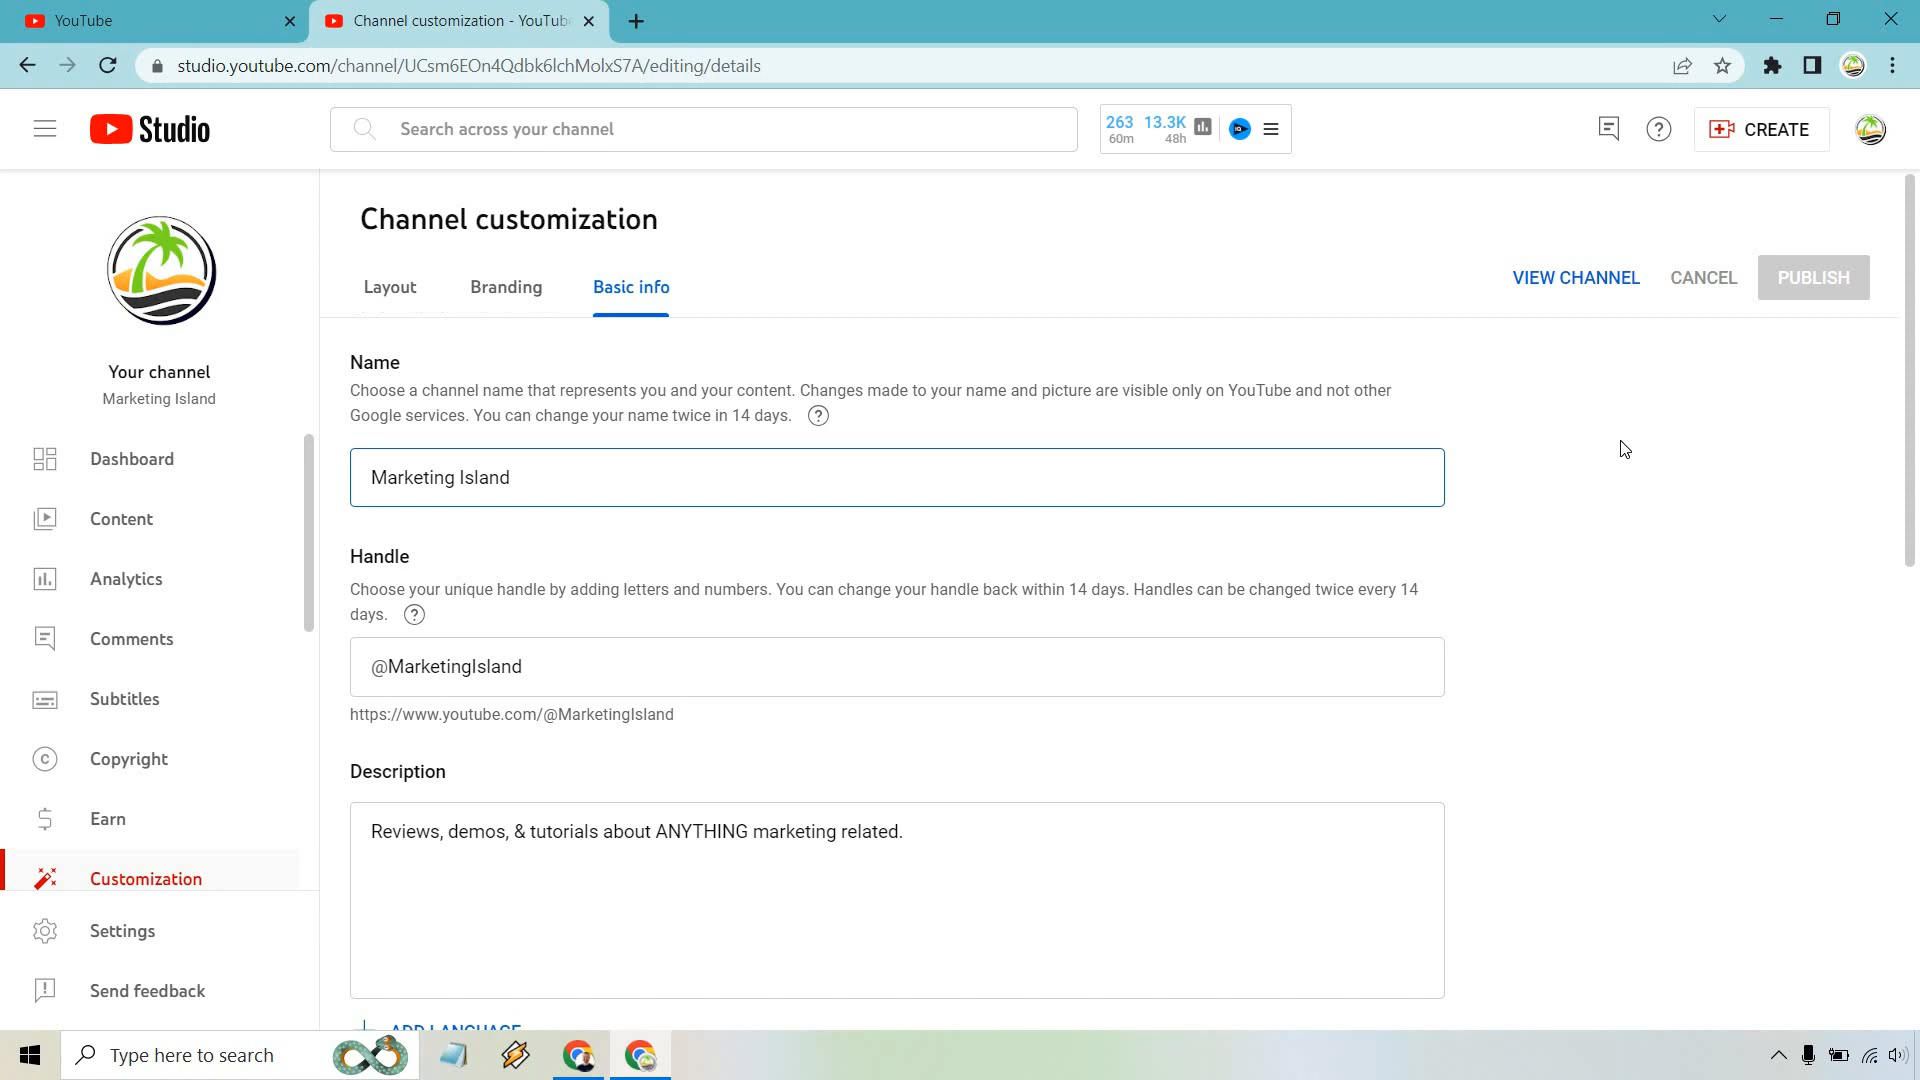 YouTube
Channel customization - YouTube
studio.youtube.com/channel/UCsm6EOn4Qdbk6lchMolxS7A/editing/details
Studio
Search across your channel
263 13.3K
60m 48h
CREATE
Channel customization
Layout Branding Basic info
VIEW CHANNEL CANCEL PUBLISH
Your channel
Marketing Island
Dashboard
Content
Analytics
Comments
Subtitles
Copyright
Earn
Customization
Settings
Send feedback
Name
Choose a channel name that represents you and your content. Changes made to your name and picture are visible only on YouTube and not other
Google services. You can change your name twice in 14 days.
Marketing Island
Handle
Choose your unique handle by adding letters and numbers. You can change your handle back within 14 days. Handles can be changed twice every 14
days.
@MarketingIsland
https://www.youtube.com/@MarketingIsland
Description
Reviews, demos, & tutorials about ANYTHING marketing related.
ADD LANGUAGE
Type here to search